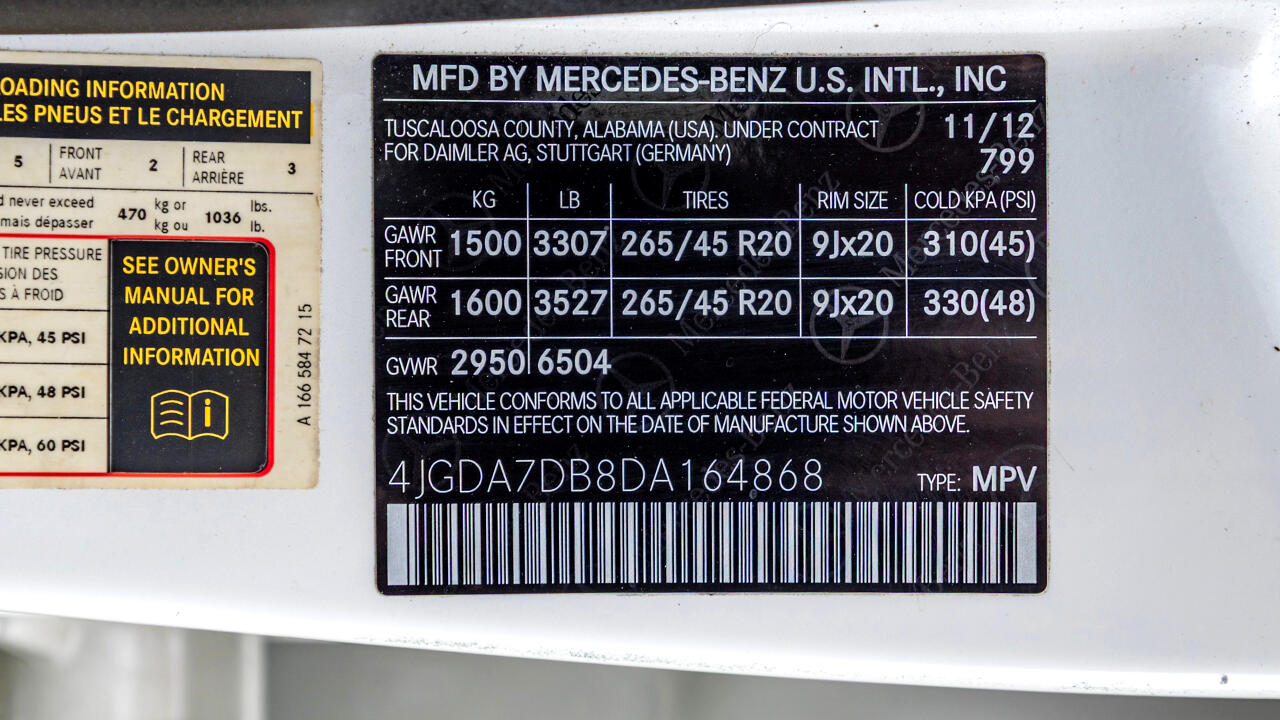 OADING INFORMATION
LES PNEUS ET LE CHARGEMENT
5 FRONT AVANT 2 REAR ARRIÈRE 3
never exceed 470 kg or 1036 lbs.
mais dépasser kg ou lb.
TIRE PRESSURE
SION DES
S À FROID
KPA, 45 PSI
KPA, 48 PSI
KPA, 60 PSI
SEE OWNER'S
MANUAL FOR
ADDITIONAL
INFORMATION
A 166 584 72 15
MFD BY MERCEDES-BENZ U.S. INTL., INC
TUSCALOOSA COUNTY, ALABAMA (USA). UNDER CONTRACT 11/12
FOR DAIMLER AG, STUTTGART (GERMANY) 799
KG LB TIRES RIM SIZE COLD KPA (PSI)
GAWR FRONT 1500 3307 265/45 R20 9Jx20 310(45)
GAWR REAR 1600 3527 265/45 R20 9Jx20 330(48)
GVWR 2950 6504
THIS VEHICLE CONFORMS TO ALL APPLICABLE FEDERAL MOTOR VEHICLE SAFETY
STANDARDS IN EFFECT ON THE DATE OF MANUFACTURE SHOWN ABOVE.
4JGDA7DB8DA164868 TYPE: MPV